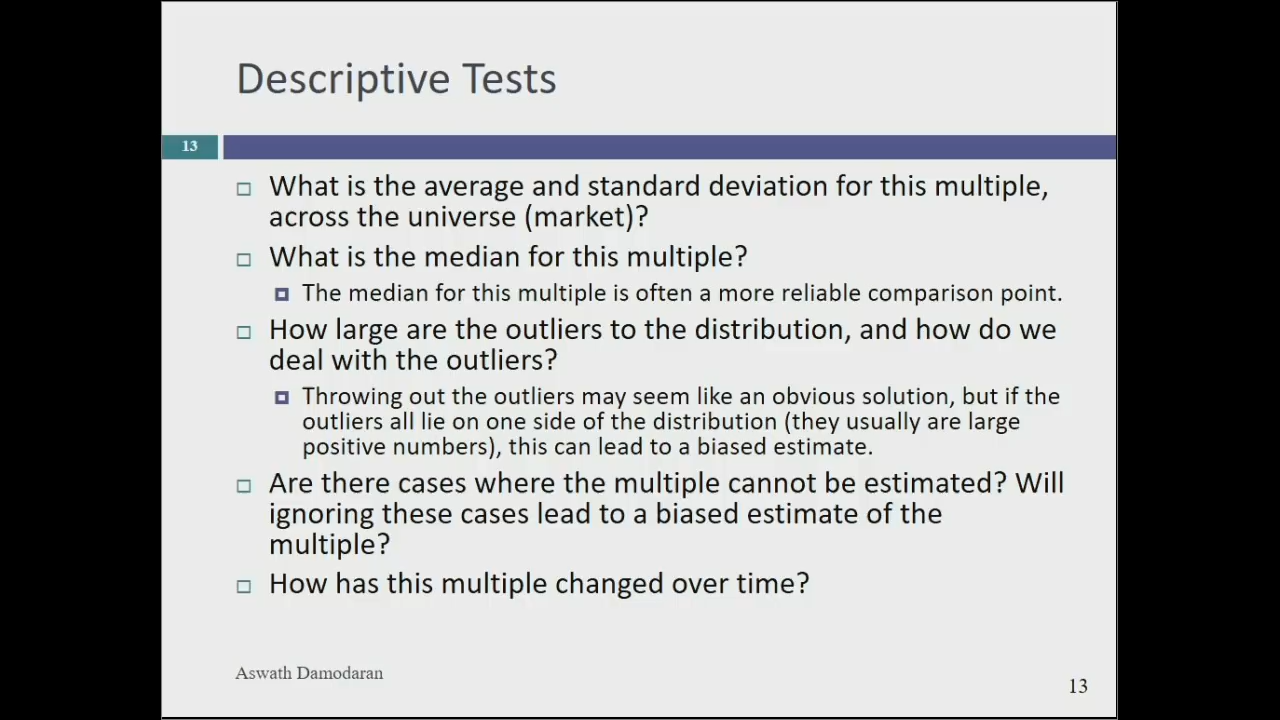 Descriptive Tests
13
What is the average and standard deviation for this multiple,
across the universe (market)?
What is the median for this multiple?
The median for this multiple is often a more reliable comparison point.
How large are the outliers to the distribution, and how do we
deal with the outliers?
Throwing out the outliers may seem like an obvious solution, but if the
outliers all lie on one side of the distribution (they usually are large
positive numbers), this can lead to a biased estimate.
Are there cases where the multiple cannot be estimated? Will
ignoring these cases lead to a biased estimate of the
multiple?
How has this multiple changed over time?
Aswath Damodaran
13